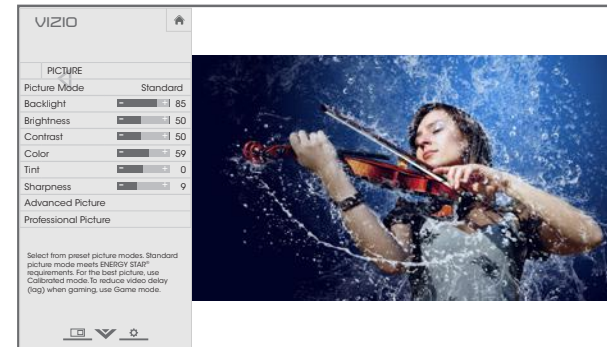 VIZIO
PICTURE
Picture Mode Standard
Backlight 85
Brightness 50
Contrast 50
Color 59
Tint 0
Sharpness 9
Advanced Picture
Professional Picture
Select from preset picture modes. Standard
picture mode meets ENERGY STAR®
requirements. For the best picture, use
Calibrated mode. To reduce video delay
(lag) when gaming, use Game mode.